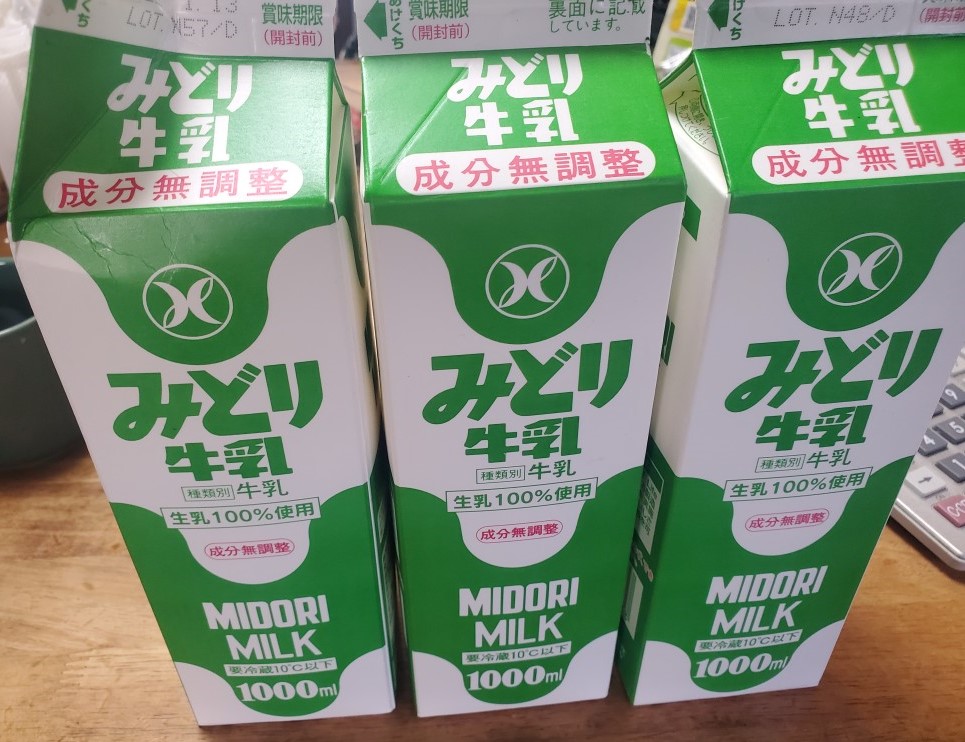 1.13
LOT. X57/D
賞味期限
(開封前)
みどり
牛乳
成分無調整
みどり
牛乳
種類別 牛乳
生乳100%使用
成分無調整
MIDORI
MILK
要冷蔵10℃以下
1000ml
あけくち
賞味期限
(開封前)
裏面に記載
しています。
みどり
牛乳
成分無調整
みどり
牛乳
種類別 牛乳
生乳100%使用
成分無調整
MIDORI
MILK
要冷蔵10℃以下
1000ml
LOT. N48/D
(開封前)
みどり
牛乳
成分無調整
みどり
牛乳
種類別 牛乳
生乳100%使用
成分無調整
MIDORI
MILK
要冷蔵10℃以下
1000ml